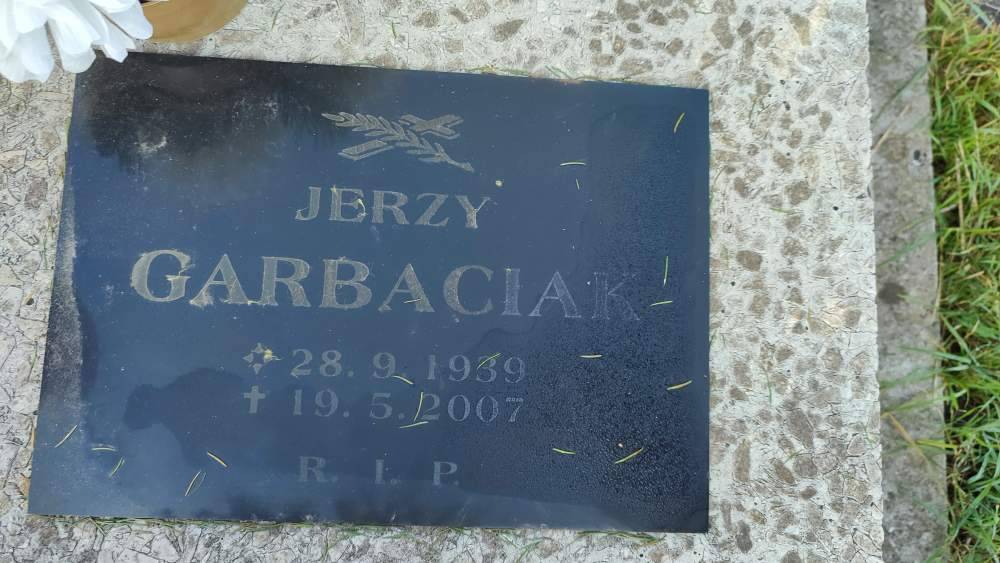 JERZY
GARBACIAK
28. 9. 1939
19. 5. 2007
R. I. P.